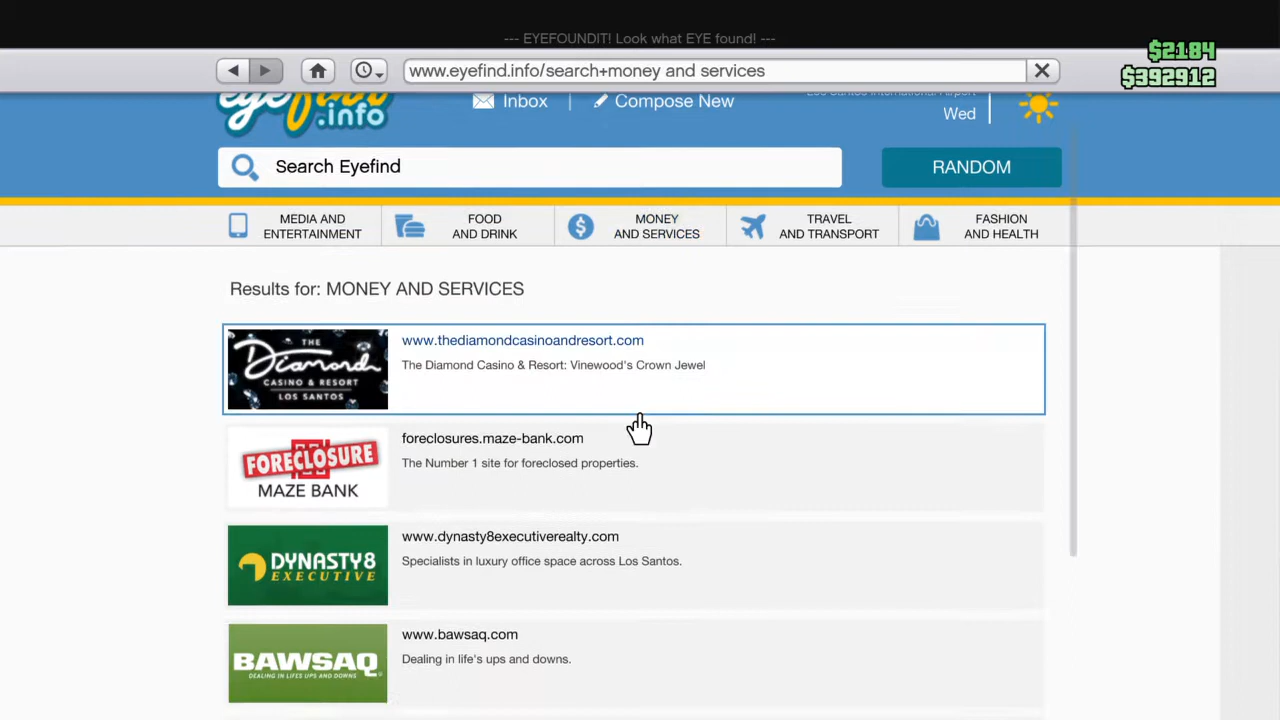 --- EYEFOUNDIT! Look what EYE found! ---
$2184
$392912
www.eyefind.info/search+money and services
eyefind
.info
Inbox
Compose New
Los Santos International Airport
Wed
Search Eyefind
RANDOM
MEDIA AND
ENTERTAINMENT
FOOD
AND DRINK
MONEY
AND SERVICES
TRAVEL
AND TRANSPORT
FASHION
AND HEALTH
Results for: MONEY AND SERVICES
THE
Diamond
CASINO & RESORT
LOS SANTOS
www.thediamondcasinoandresort.com
The Diamond Casino & Resort: Vinewood's Crown Jewel
FORECLOSURE
MAZE BANK
foreclosures.maze-bank.com
The Number 1 site for foreclosed properties.
DYNASTY8
EXECUTIVE
www.dynasty8executiverealty.com
Specialists in luxury office space across Los Santos.
BAWSAQ
DEALING IN LIFES UPS AND DOWNS
www.bawsaq.com
Dealing in life's ups and downs.